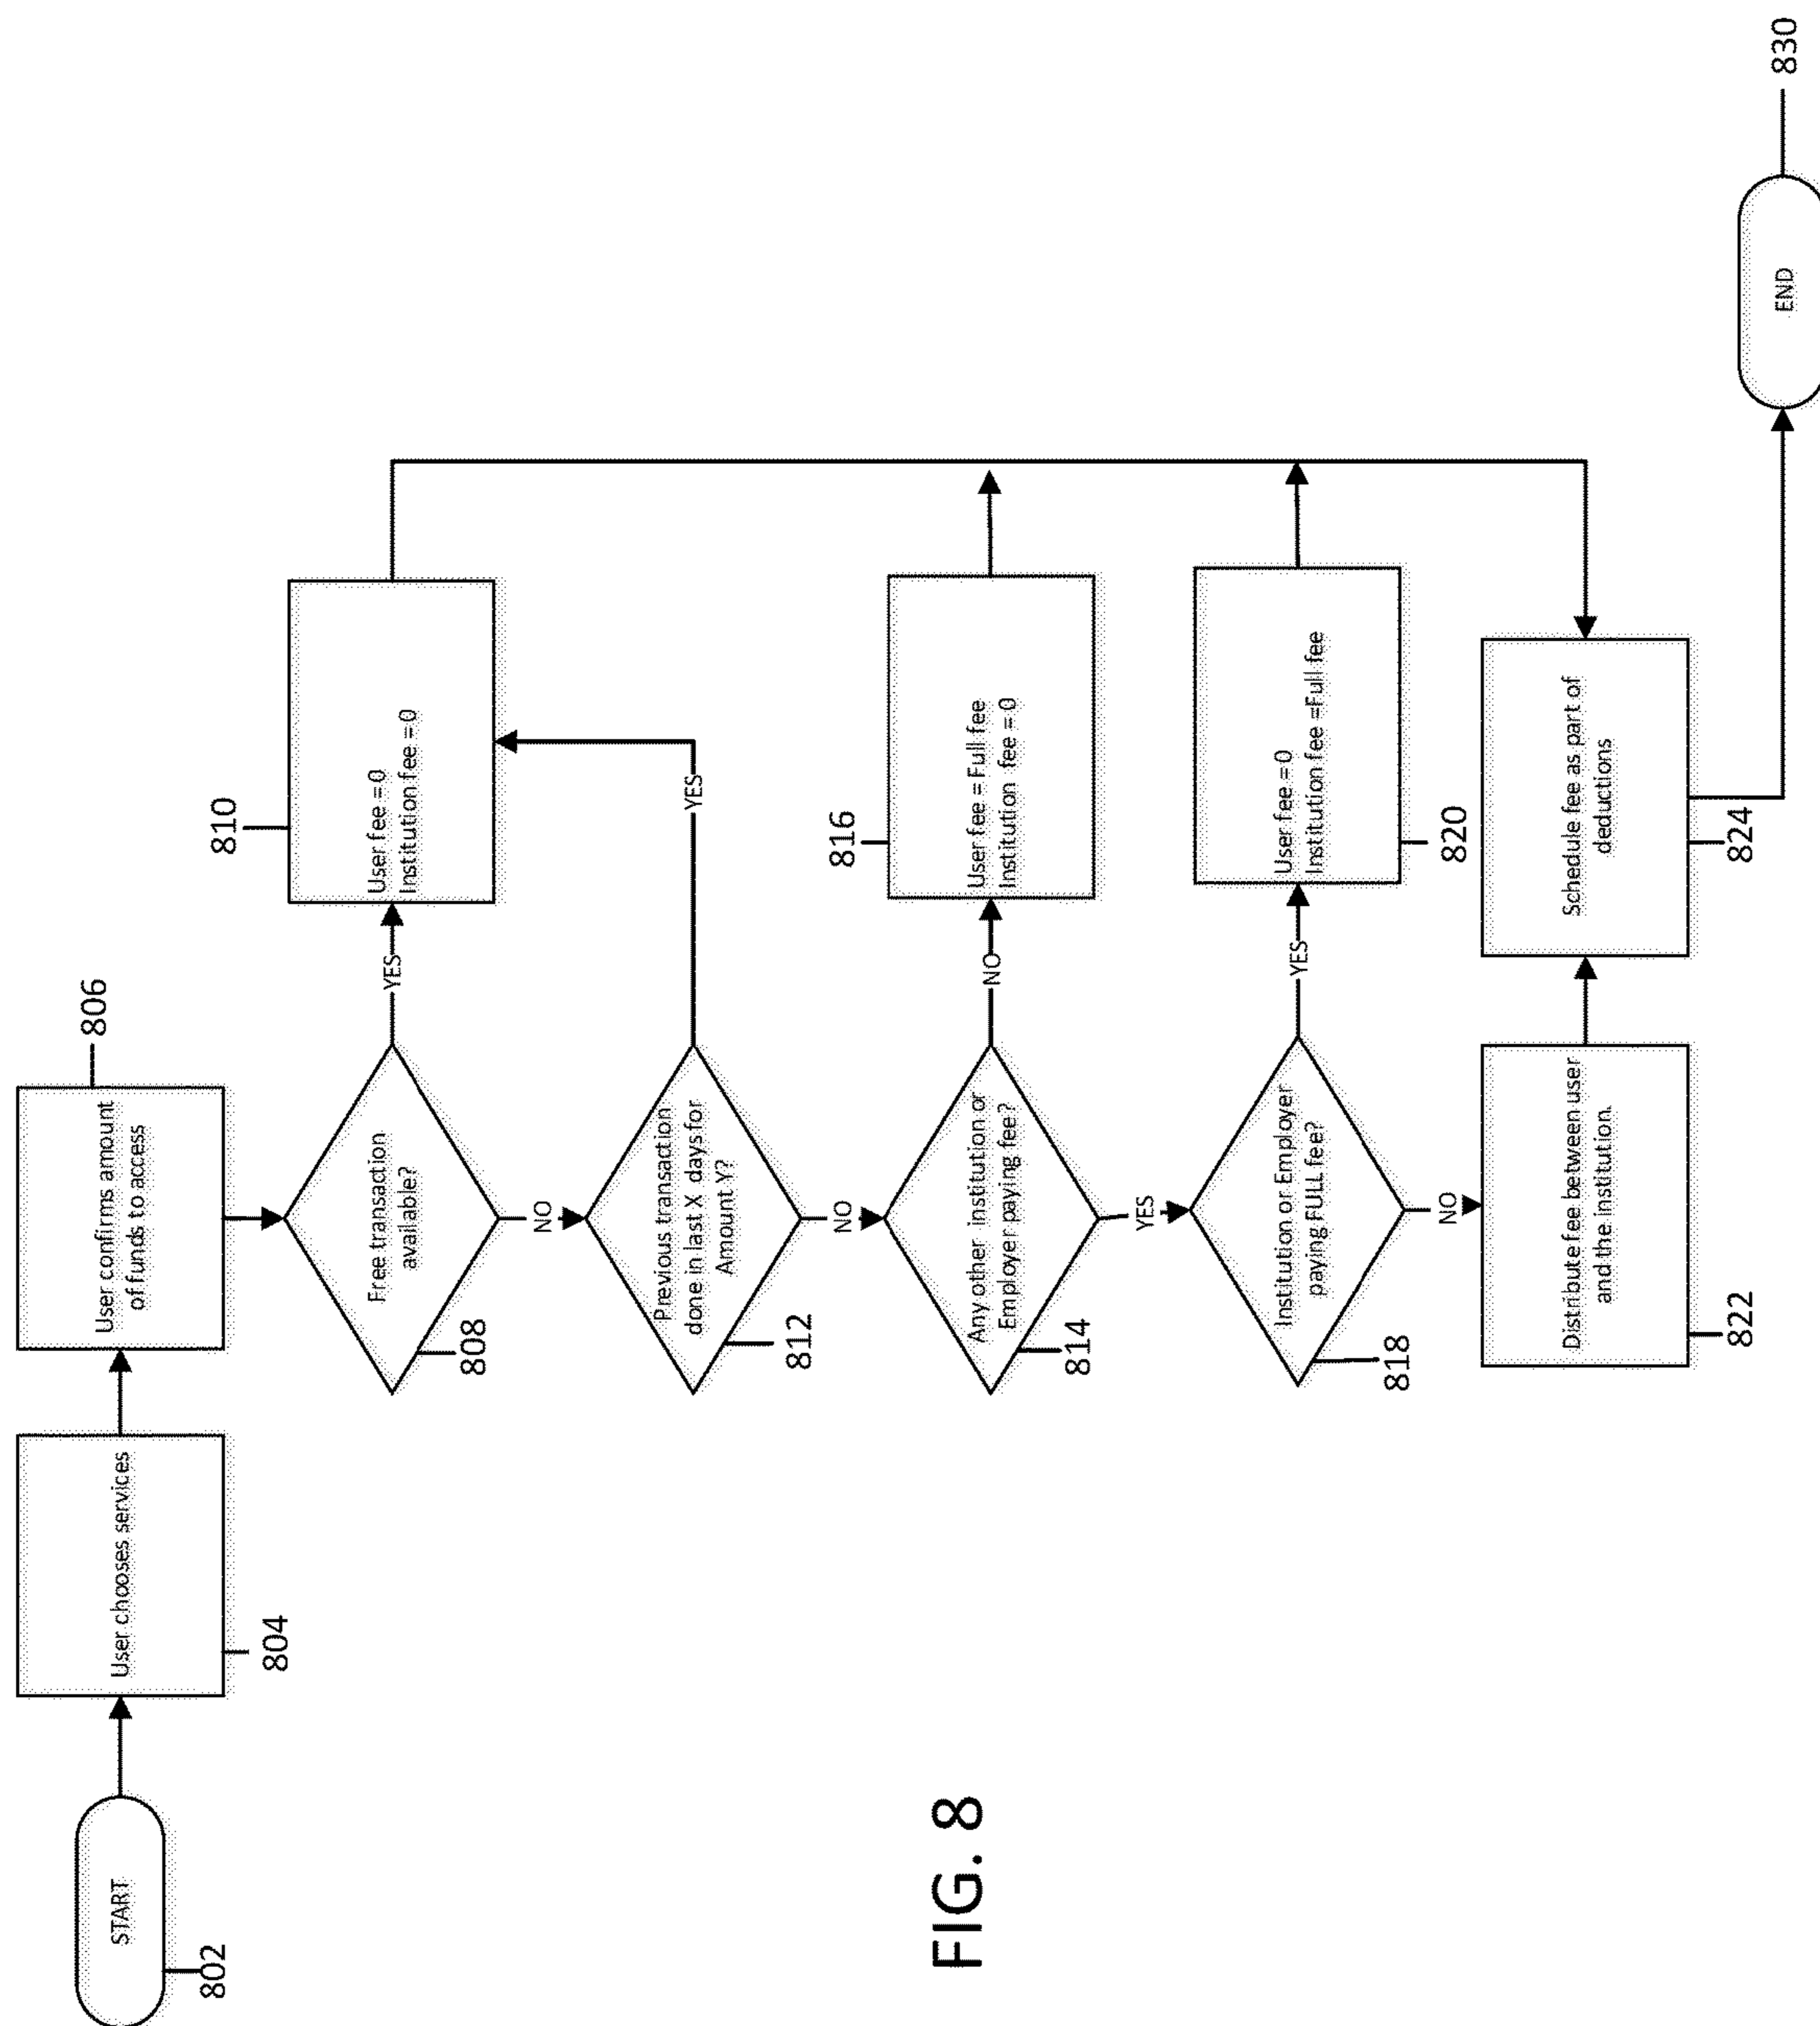 START
802
User chooses services
804
User confirms amount
of funds to access
806
Free transaction
available?
808
YES
User fee = 0
Institution fee = 0
810
NO
Previous transaction
done in last X days for
Amount Y?
812
YES
NO
Any other institution or
Employer paying fee?
814
NO
User fee = Full fee
Institution fee = 0
816
YES
Institution or Employer
paying FULL fee?
818
YES
User fee = 0
Institution fee =Full fee
820
NO
Distribute fee between user
and the institution.
822
Schedule fee as part of
deductions
824
END
830
FIG. 8